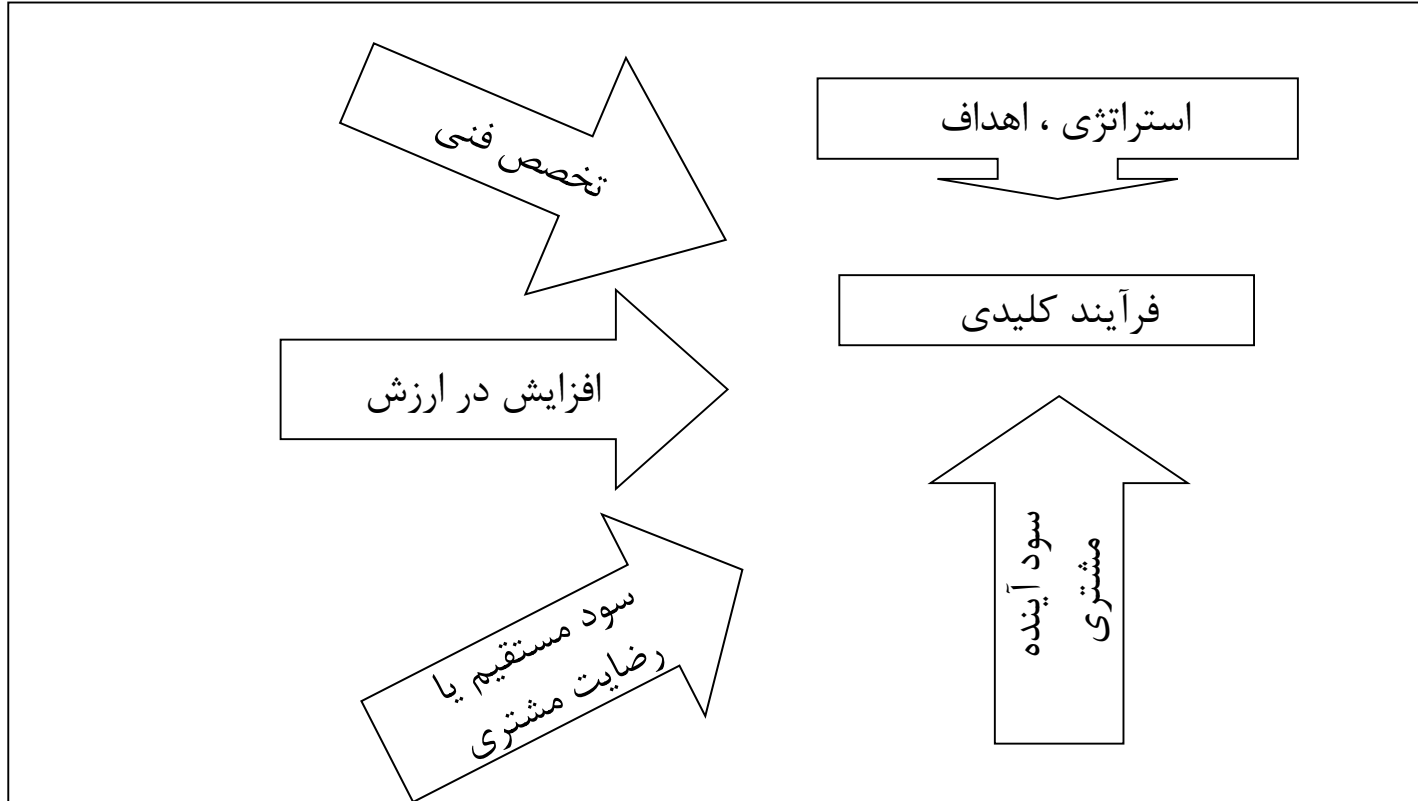 استراتژی ، اهداف
تخصص فنی
فرآیند کلیدی
افزایش در ارزش
سود آینده
مشتری
سود مستقیم یا
رضایت مشتری